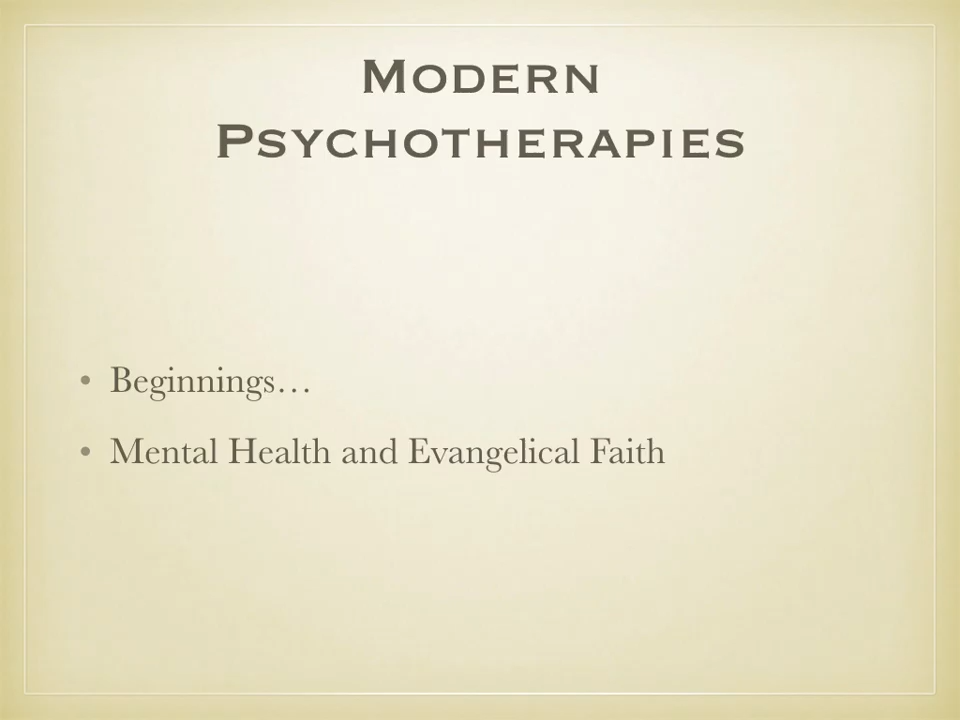 Modern
Psychotherapies
• Beginnings…
• Mental Health and Evangelical Faith